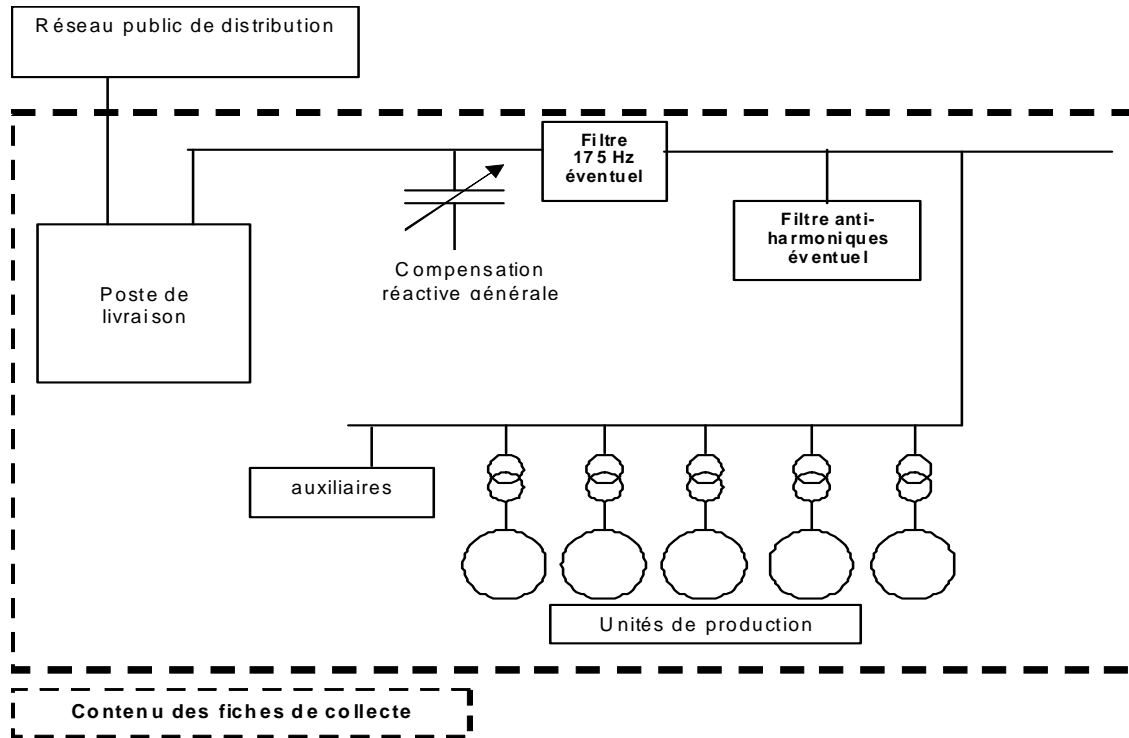 Réseau public de distribution
Filtre
175 Hz
éventuel
Filtre anti-
harmoniques
éventuel
Compensation
réactive générale
Poste de
livraison
auxiliaires
Unités de production
Contenu des fiches de collecte